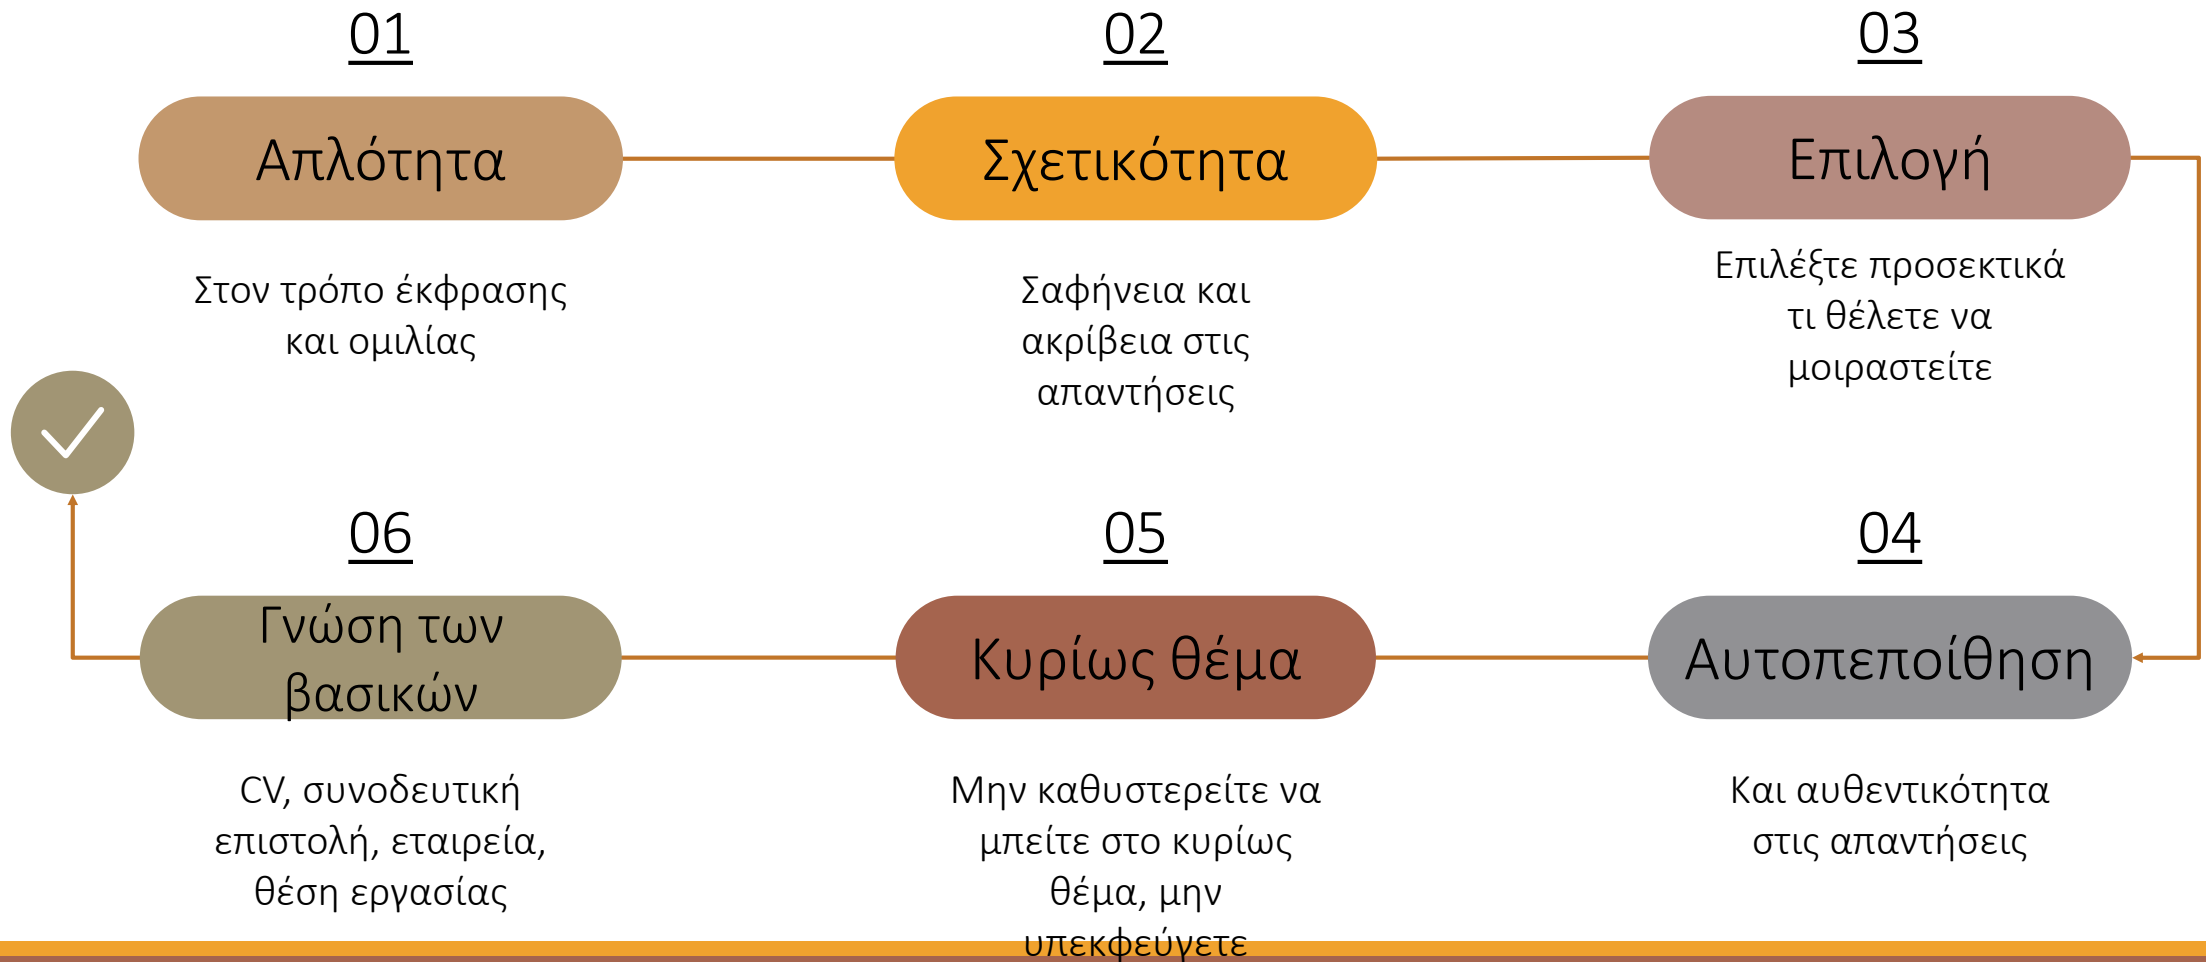 01
Απλότητα
Στον τρόπο έκφρασης
και ομιλίας
02
Σχετικότητα
Σαφήνεια και
ακρίβεια στις
απαντήσεις
03
Επιλογή
Επιλέξτε προσεκτικά
τι θέλετε να
μοιραστείτε
04
Αυτοπεποίθηση
Και αυθεντικότητα
στις απαντήσεις
05
Κυρίως θέμα
Μην καθυστερείτε να
μπείτε στο κυρίως
θέμα, μην
υπεκφεύγετε
06
Γνώση των
βασικών
CV, συνοδευτική
επιστολή, εταιρεία,
θέση εργασίας